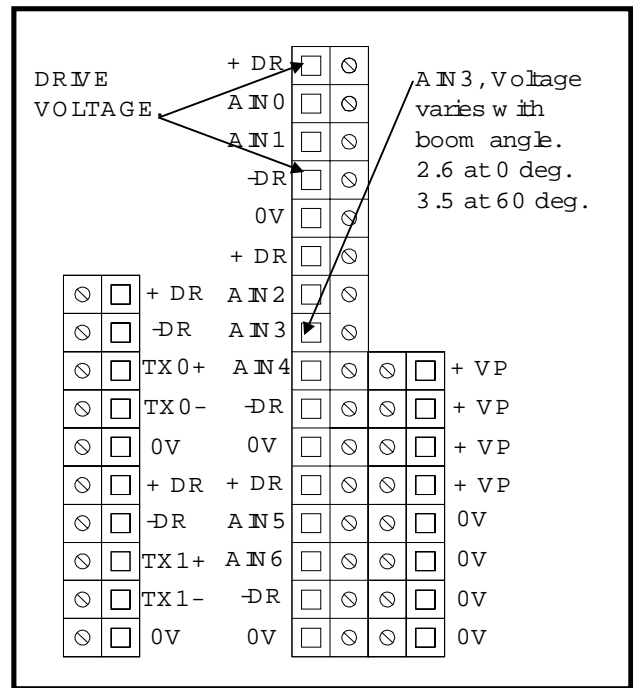 DRIVE
VOLTAGE
+ DR
AIN0
AIN1
-DR
0V
+ DR
AIN2
AIN3
AIN4
-DR
0V
+ DR
AIN5
AIN6
-DR
0V
AIN3, Voltage
varies with
boom angle.
2.6 at 0 deg.
3.5 at 60 deg.
+ DR
-DR
TX0+
TX0-
0V
+ DR
-DR
TX1+
TX1-
0V
+ VP
+ VP
+ VP
+ VP
0V
0V
0V
0V